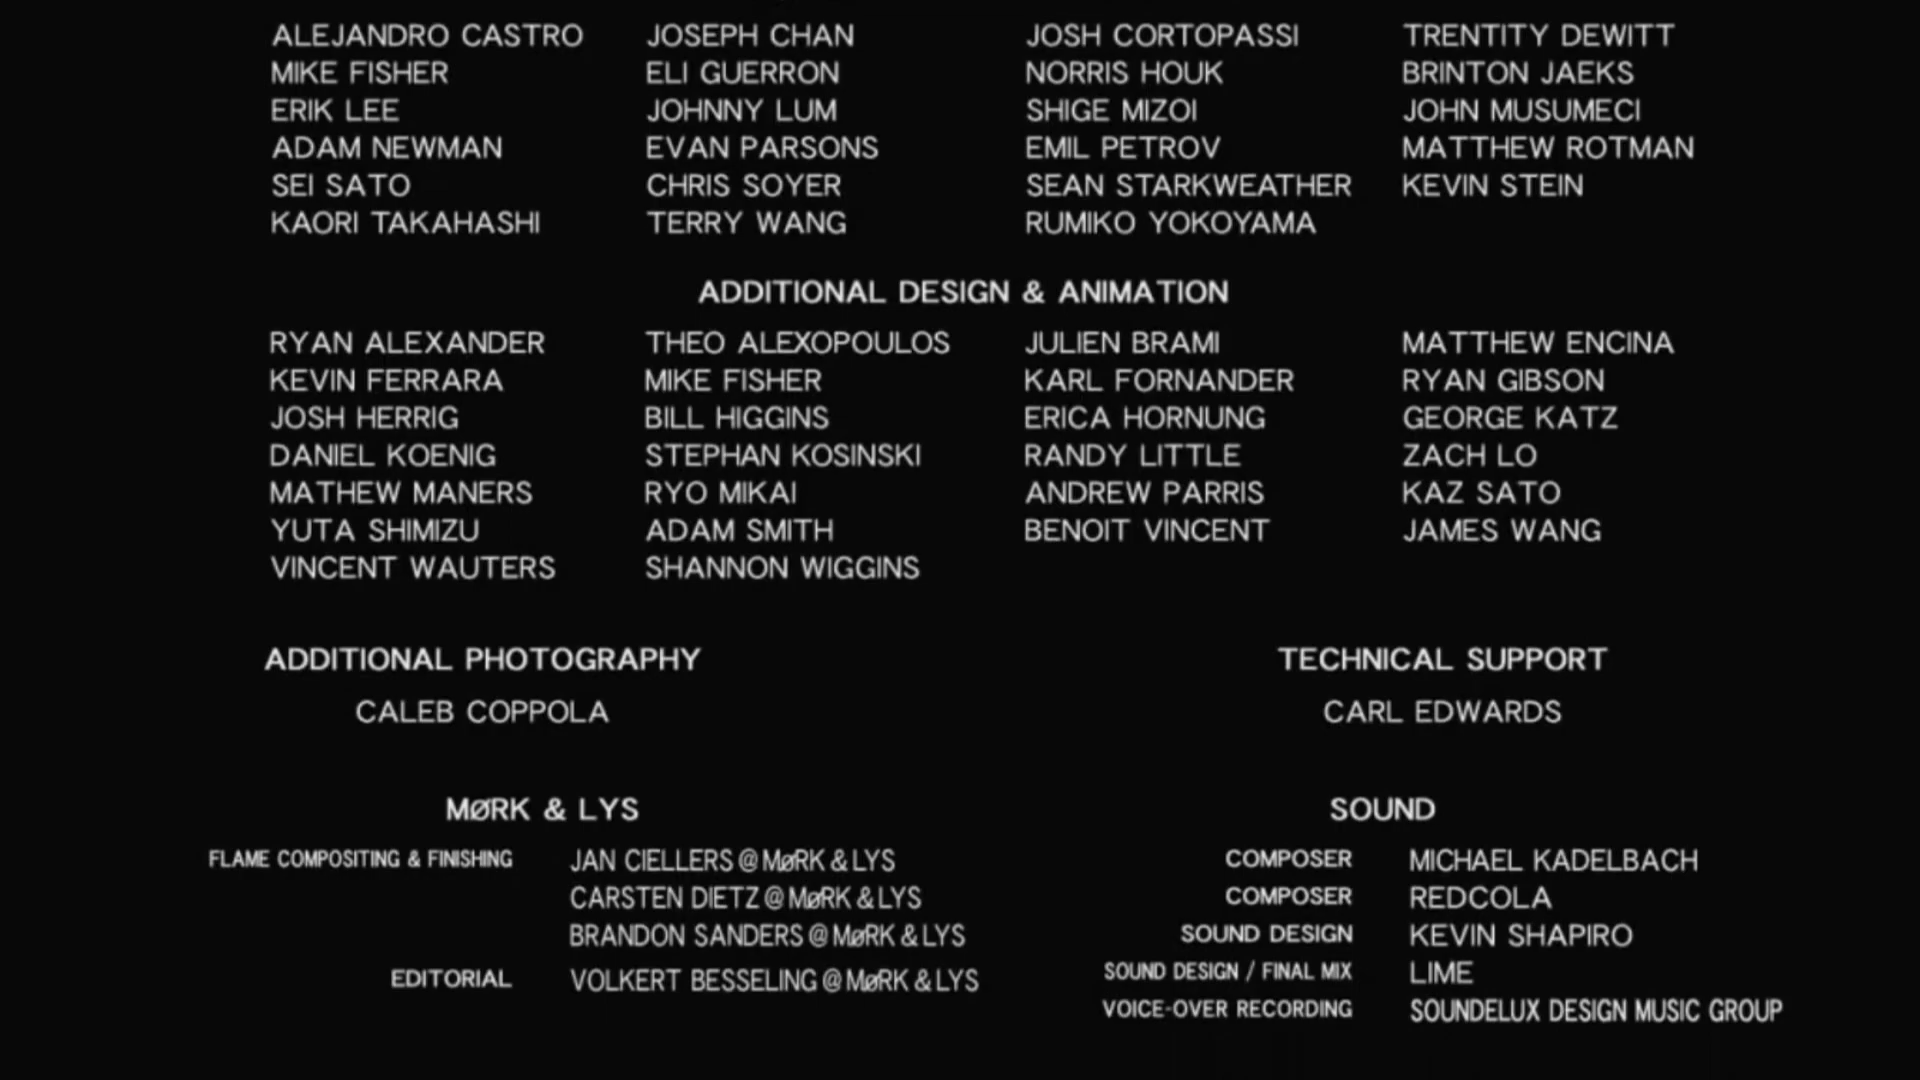 ALEJANDRO CASTRO JOSEPH CHAN JOSH CORTOPASSI TRENTITY DEWITT
MIKE FISHER ELI GUERRON NORRIS HOUK BRINTON JAEKS
ERIK LEE JOHNNY LUM SHIGE MIZOI JOHN MUSUMECI
ADAM NEWMAN EVAN PARSONS EMIL PETROV MATTHEW ROTMAN
SEI SATO CHRIS SOYER SEAN STARKWEATHER KEVIN STEIN
KAORI TAKAHASHI TERRY WANG RUMIKO YOKOYAMA
ADDITIONAL DESIGN & ANIMATION
RYAN ALEXANDER THEO ALEXOPOULOS JULIEN BRAMI MATTHEW ENCINA
KEVIN FERRARA MIKE FISHER KARL FORNANDER RYAN GIBSON
JOSH HERRIG BILL HIGGINS ERICA HORNUNG GEORGE KATZ
DANIEL KOENIG STEPHAN KOSINSKI RANDY LITTLE ZACH LO
MATHEW MANERS RYO MIKAI ANDREW PARRIS KAZ SATO
YUTA SHIMIZU ADAM SMITH BENOIT VINCENT JAMES WANG
VINCENT WAUTERS SHANNON WIGGINS
ADDITIONAL PHOTOGRAPHY
CALEB COPPOLA
TECHNICAL SUPPORT
CARL EDWARDS
MØRK & LYS
FLAME COMPOSITING & FINISHING JAN CIELLERS@MøRK & LYS
CARSTEN DIETZ@MøRK & LYS
BRANDON SANDERS@MøRK & LYS
EDITORIAL VOLKERT BESSELING@MøRK & LYS
SOUND
COMPOSER MICHAEL KADELBACH
COMPOSER REDCOLA
SOUND DESIGN KEVIN SHAPIRO
SOUND DESIGN / FINAL MIX LIME
VOICE-OVER RECORDING SOUNDELUX DESIGN MUSIC GROUP